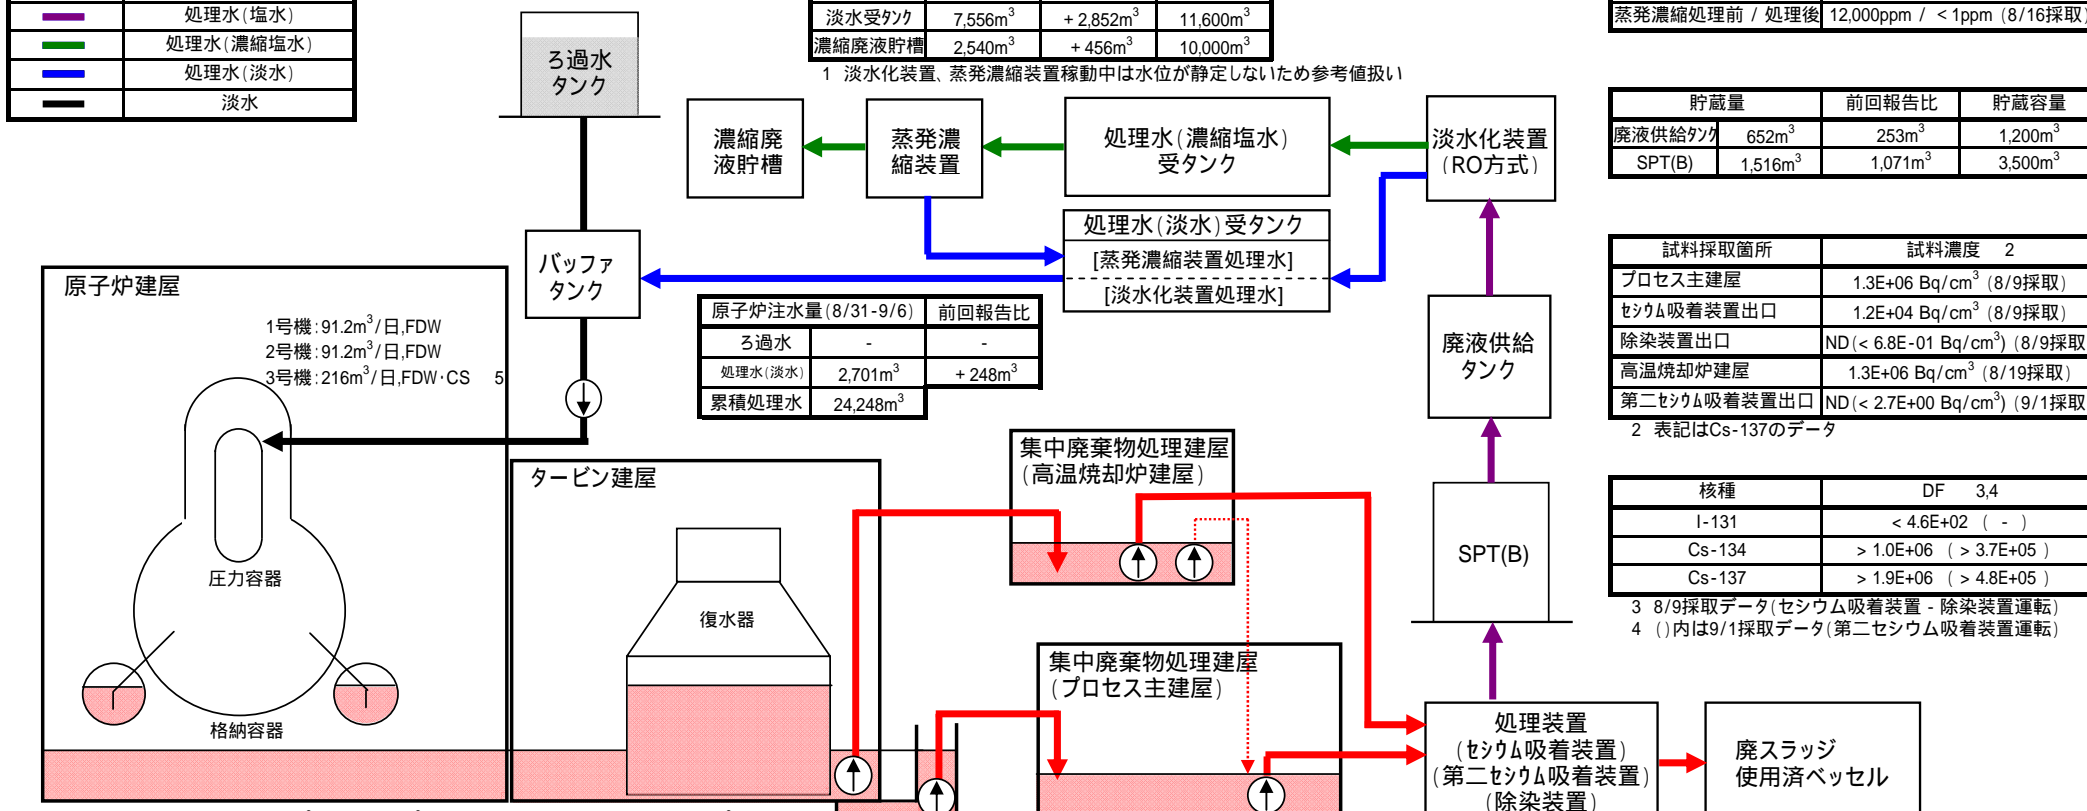 処理水(塩水)
処理水(濃縮塩水)
処理水(淡水)
淡水
ろ過水
タンク
淡水受タンク 7,556m3 +2,852m3 11,600m3
濃縮廃液貯槽 2,540m3 +456m3 10,000m3
1 淡水化装置、蒸発濃縮装置稼動中は水位が静定しないため参考値扱い
蒸発濃縮処理前 / 処理後 12,000ppm / <1ppm (8/16採取)
貯蔵量 前回報告比 貯蔵容量
廃液供給タンク 652m3 253m3 1,200m3
SPT(B) 1,516m3 1,071m3 3,500m3
濃縮廃
液貯槽
蒸発濃
縮装置
処理水(濃縮塩水)
受タンク
淡水化装置
(RO方式)
処理水(淡水)受タンク
[蒸発濃縮装置処理水]
[淡水化装置処理水]
バッファ
タンク
試料採取箇所 試料濃度 2
プロセス主建屋 1.3E+06 Bq/cm3 (8/9採取)
セシウム吸着装置出口 1.2E+04 Bq/cm3 (8/9採取)
除染装置出口 ND(< 6.8E-01 Bq/cm3) (8/9採取
高温焼却炉建屋 1.3E+06 Bq/cm3 (8/19採取)
第二セシウム吸着装置出口 ND(< 2.7E+00 Bq/cm3) (9/1採取
2 表記はCs-137のデータ
原子炉建屋
1号機:91.2m3/日,FDW
2号機:91.2m3/日,FDW
3号機:216m3/日,FDW・CS 5
原子炉注水量(8/31-9/6) 前回報告比
ろ過水 - -
処理水(淡水) 2,701m3 +248m3
累積処理水 24,248m3
廃液供給
タンク
核種 DF 3,4
I-131 < 4.6E+02 ( - )
Cs-134 > 1.0E+06 ( > 3.7E+05 )
Cs-137 > 1.9E+06 ( > 4.8E+05 )
3 8/9採取データ(セシウム吸着装置 - 除染装置運転)
4 ()内は9/1採取データ(第二セシウム吸着装置運転)
タービン建屋
集中廃棄物処理建屋
(高温焼却炉建屋)
SPT(B)
圧力容器
復水器
格納容器
集中廃棄物処理建屋
(プロセス主建屋)
処理装置
(セシウム吸着装置)
(第二セシウム吸着装置)
(除染装置)
廃スラッジ
使用済ベッセル